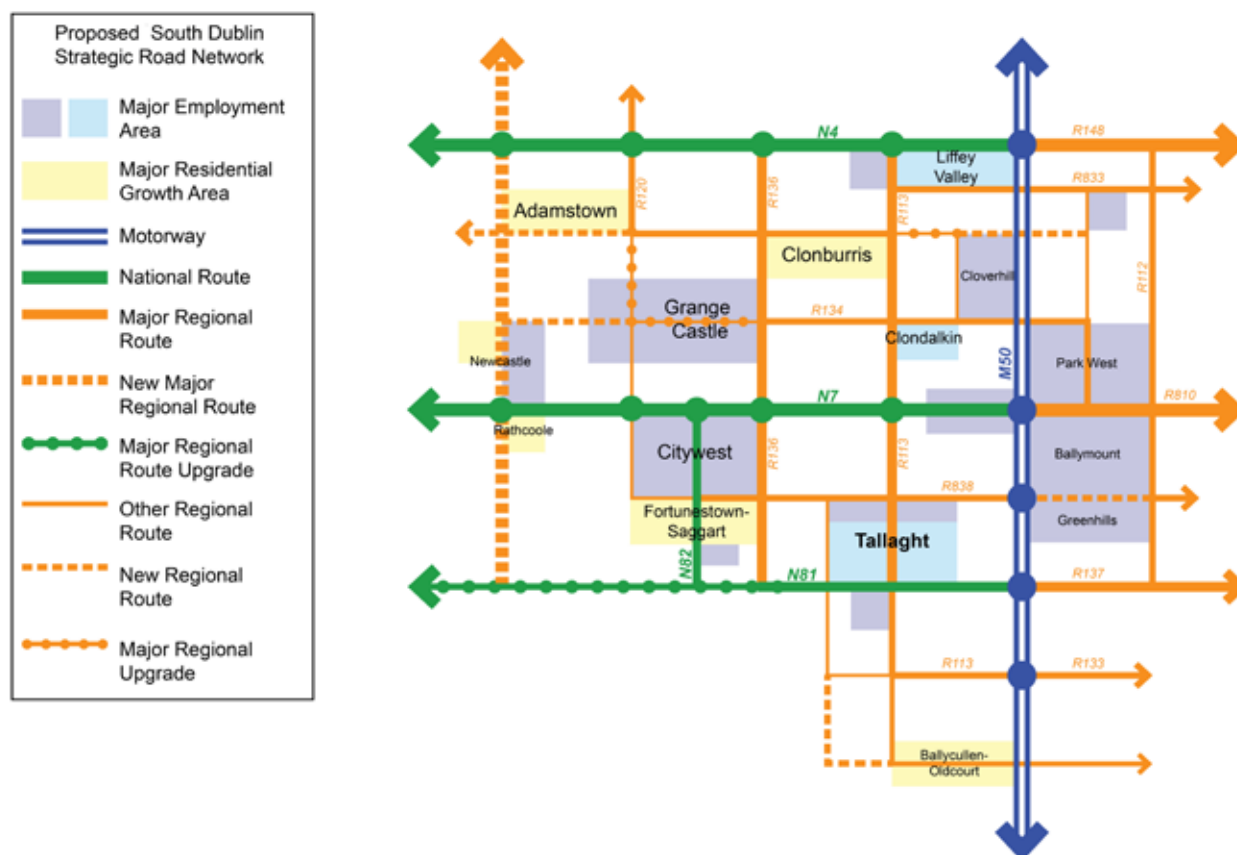 Proposed South Dublin
Strategic Road Network
Major Employment
Area
Major Residential
Growth Area
Motorway
National Route
Major Regional
Route
New Major
Regional Route
Major Regional
Route Upgrade
Other Regional
Route
New Regional
Route
Major Regional
Upgrade
N4
R148
Liffey
Valley
R833
R120
R136
R113
Adamstown
Clonburris
Cloverhill
R112
Grange
Castle
R134
Clondalkin
Newcastle
M50
Park West
N7
R810
Rathcoole
Citywest
R136
R113
Ballymount
R838
Fortunestown-
Saggart
Tallaght
Greenhills
N82
N81
R137
R113
R133
Ballycullen-
Oldcourt